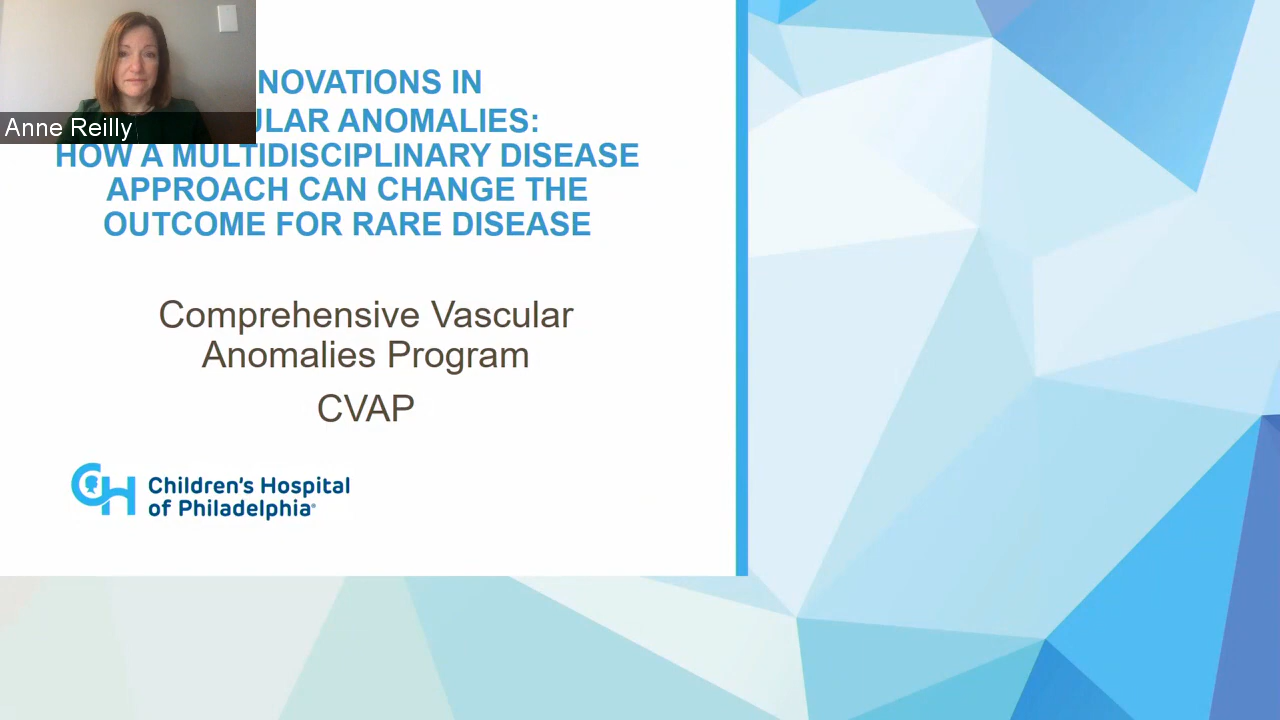 Anne Reilly
NOVATIONS IN
ULAR ANOMALIES:
HOW A MULTIDISCIPLINARY DISEASE
APPROACH CAN CHANGE THE
OUTCOME FOR RARE DISEASE
Comprehensive Vascular
Anomalies Program
CVAP
Children's Hospital
of Philadelphia®